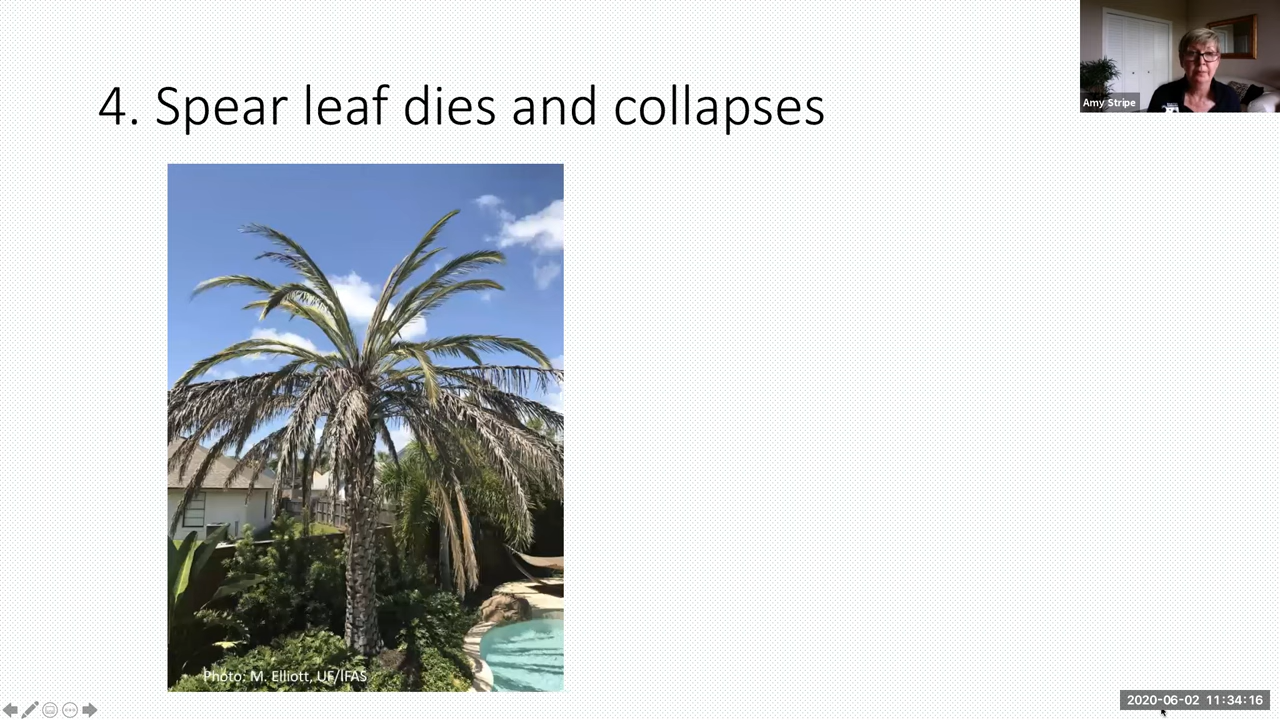 4. Spear leaf dies and collapses
Amy Stripe
Photo: M. Elliott, UF/IFAS
2020-06-02 11:34:16